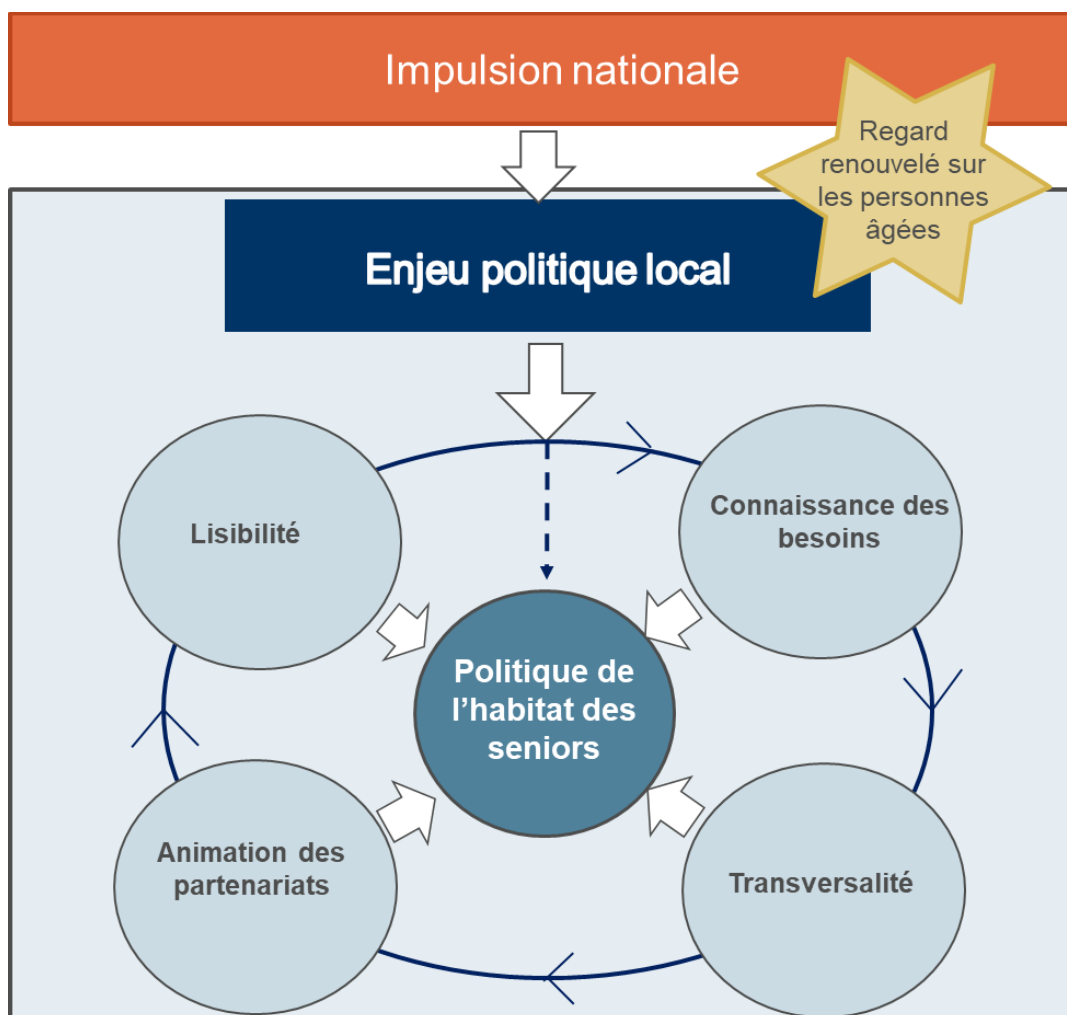 Impulsion nationale
Regard
renouvelé sur
les personnes
âgées
Enjeu politique local
Lisibilité
Connaissance des
besoins
Politique de
l'habitat des
seniors
Animation des
partenariats
Transversalité